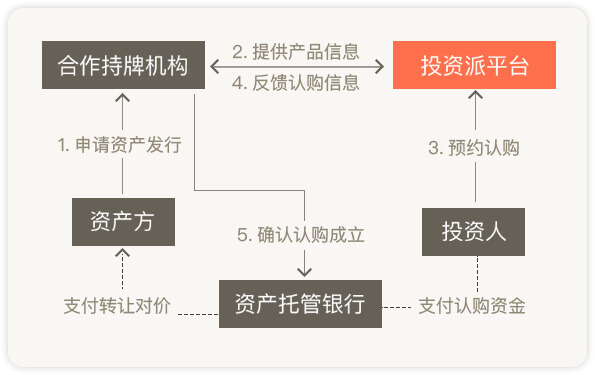 合作持牌机构
2. 提供产品信息
4. 反馈认购信息
投资派平台
1. 申请资产发行
3. 预约认购
资产方
投资人
5. 确认认购成立
支付转让对价
资产托管银行
支付认购资金